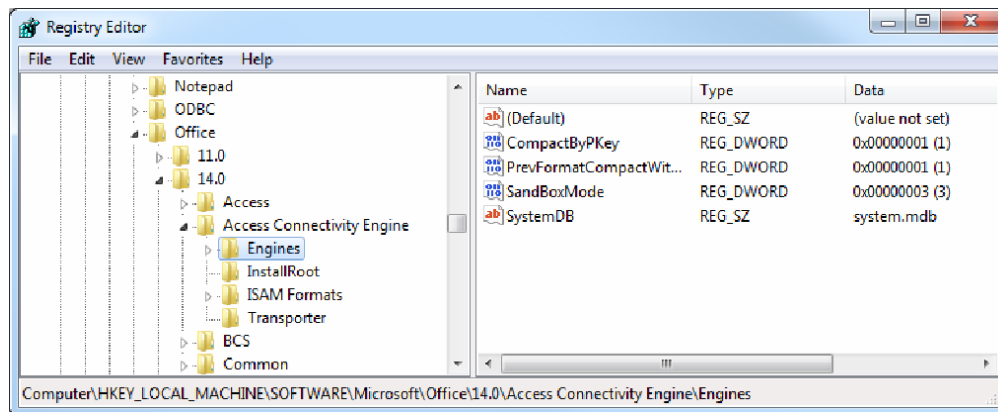 Registry Editor
File Edit View Favorites Help
Notepad
ODBC
Office
11.0
14.0
Access
Access Connectivity Engine
Engines
InstallRoot
ISAM Formats
Transporter
BCS
Common
Name Type Data
(Default) REG_SZ (value not set)
CompactByPKey REG_DWORD 0x00000001 (1)
PrevFormatCompactWit... REG_DWORD 0x00000001 (1)
SandBoxMode REG_DWORD 0x00000003 (3)
SystemDB REG_SZ system.mdb
Computer\HKEY_LOCAL_MACHINE\SOFTWARE\Microsoft\Office\14.0\Access Connectivity Engine\Engines